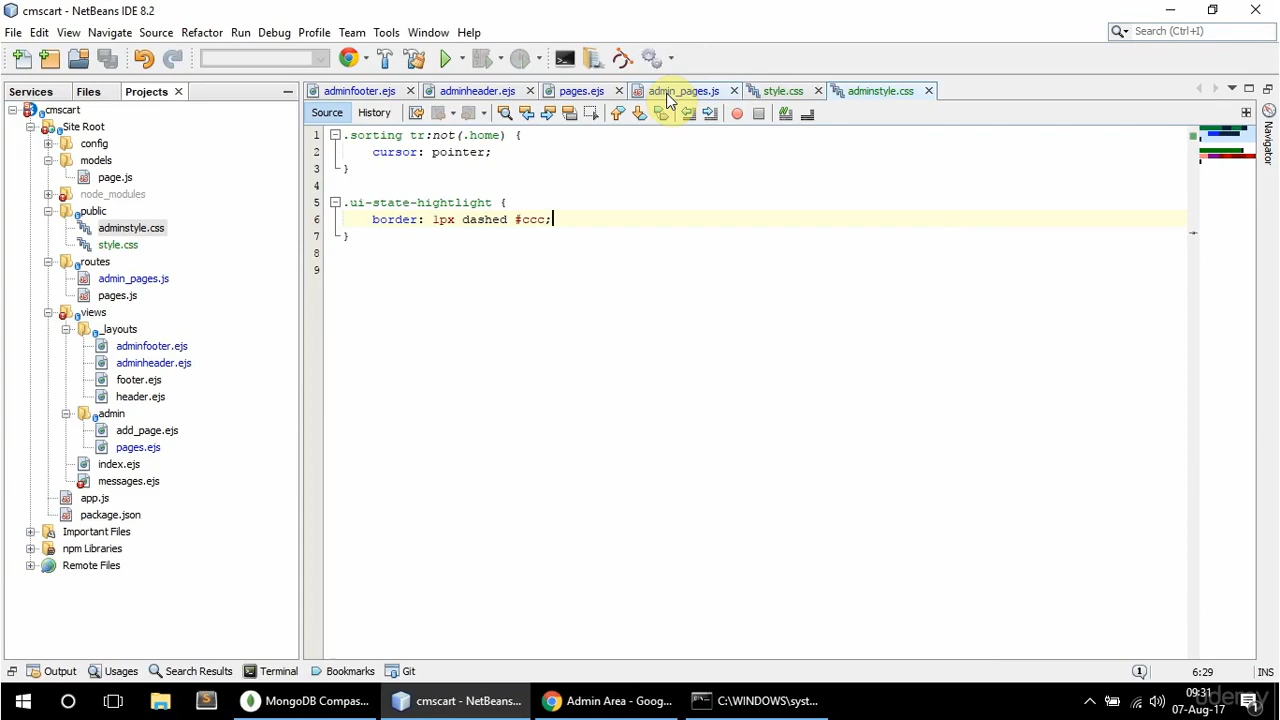 cmscart - NetBeans IDE 8.2
File Edit View Navigate Source Refactor Run Debug Profile Team Tools Window Help
Search (Ctrl+I)
Services Files Projects
adminfooter.ejs adminheader.ejs pages.ejs admin_pages.js style.css adminstyle.css
Source History
Navigator
cmscart
Site Root
config
models
page.js
node_modules
public
adminstyle.css
style.css
routes
admin_pages.js
pages.js
views
_layouts
adminfooter.ejs
adminheader.ejs
footer.ejs
header.ejs
admin
add_page.ejs
pages.ejs
index.ejs
messages.ejs
app.js
package.json
Important Files
npm Libraries
Remote Files
1 .sorting tr:not(.home) {
2 cursor: pointer;
3 }
4
5 .ui-state-hightlight {
6 border: 1px dashed #ccc;
7 }
8
9
Output Usages Search Results Terminal Bookmarks Git
1 6:29 INS
MongoDB Compas... cmscart - NetBeans ... Admin Area - Goog... C:\WINDOWS\syst...
09:31
07-Aug-17
udemy